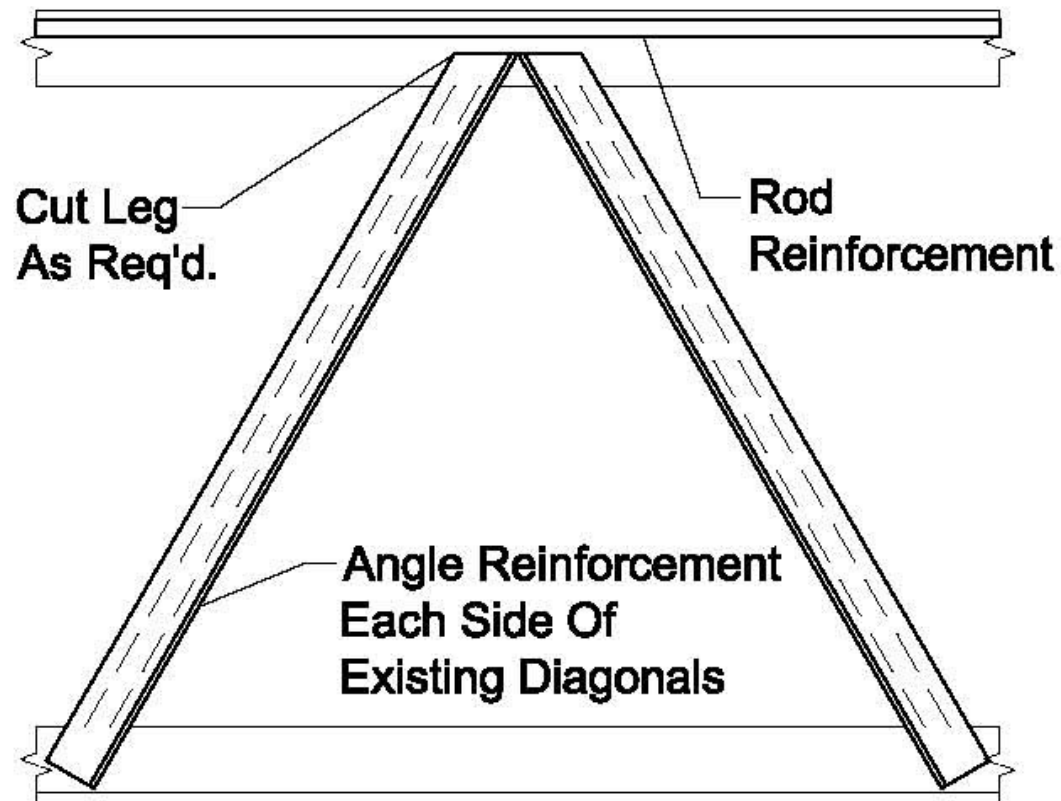 Cut Leg
As Req'd.
Rod
Reinforcement
Angle Reinforcement
Each Side Of
Existing Diagonals